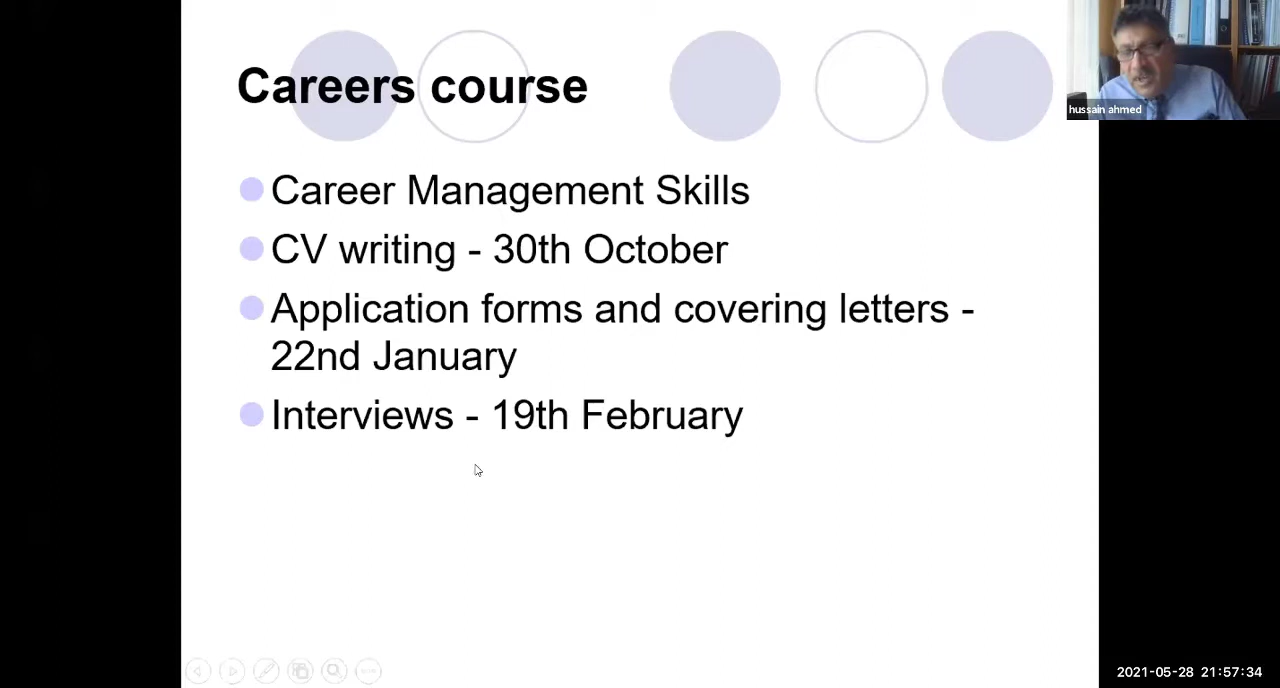 Careers course
Career Management Skills
CV writing - 30th October
Application forms and covering letters -
22nd January
Interviews - 19th February
hussain ahmed
2021-05-28 21:57:34